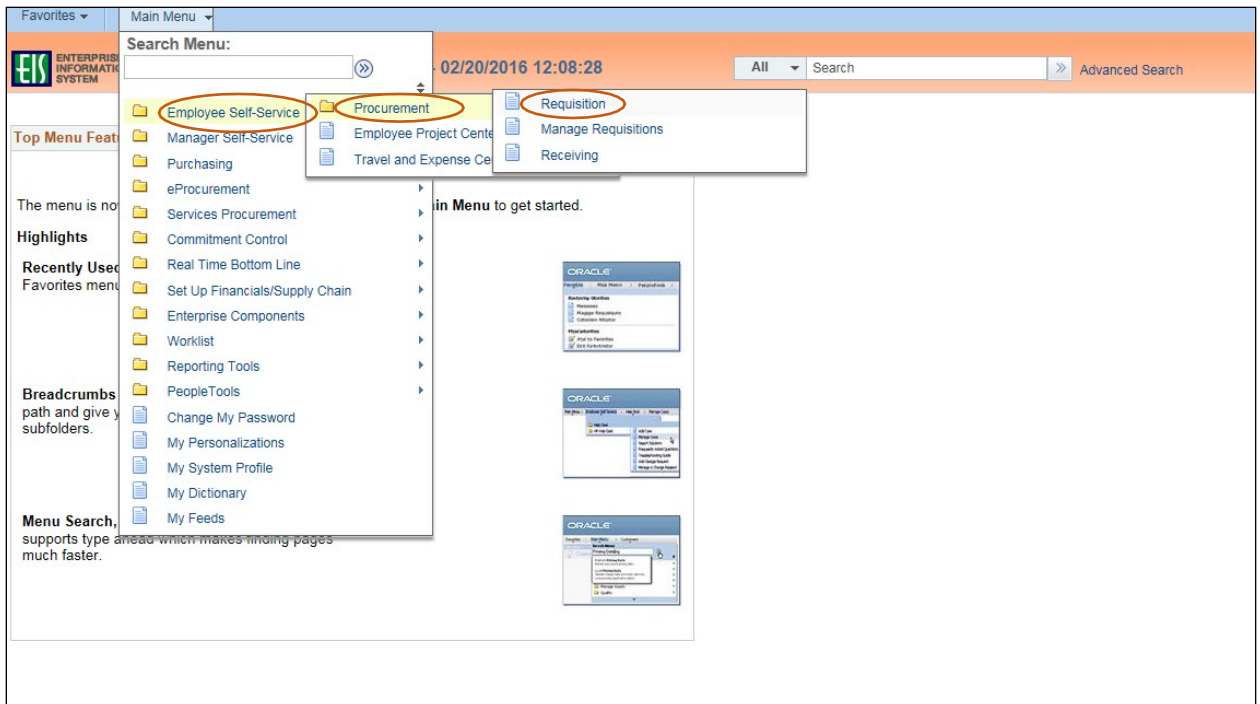 Favorites Main Menu
Search Menu:
EIS ENTERPRIS
INFORMATIO
SYSTEM
02/20/2016 12:08:28
All Search Advanced Search
Employee Self-Service
Manager Self-Service
Purchasing
eProcurement
Services Procurement
Commitment Control
Real Time Bottom Line
Set Up Financials/Supply Chain
Enterprise Components
Worklist
Reporting Tools
PeopleTools
Change My Password
My Personalizations
My System Profile
My Dictionary
My Feeds
Procurement
Employee Project Cente
Travel and Expense Ce
Requisition
Manage Requisitions
Receiving
Top Menu Featu
The menu is no
ain Menu to get started.
Highlights
Recently Used
Favorites menu
ORACLE
Breadcrumbs
path and give y
subfolders.
ORACLE
Menu Search,
supports type ahead which makes finding pages
much faster.
ORACLE